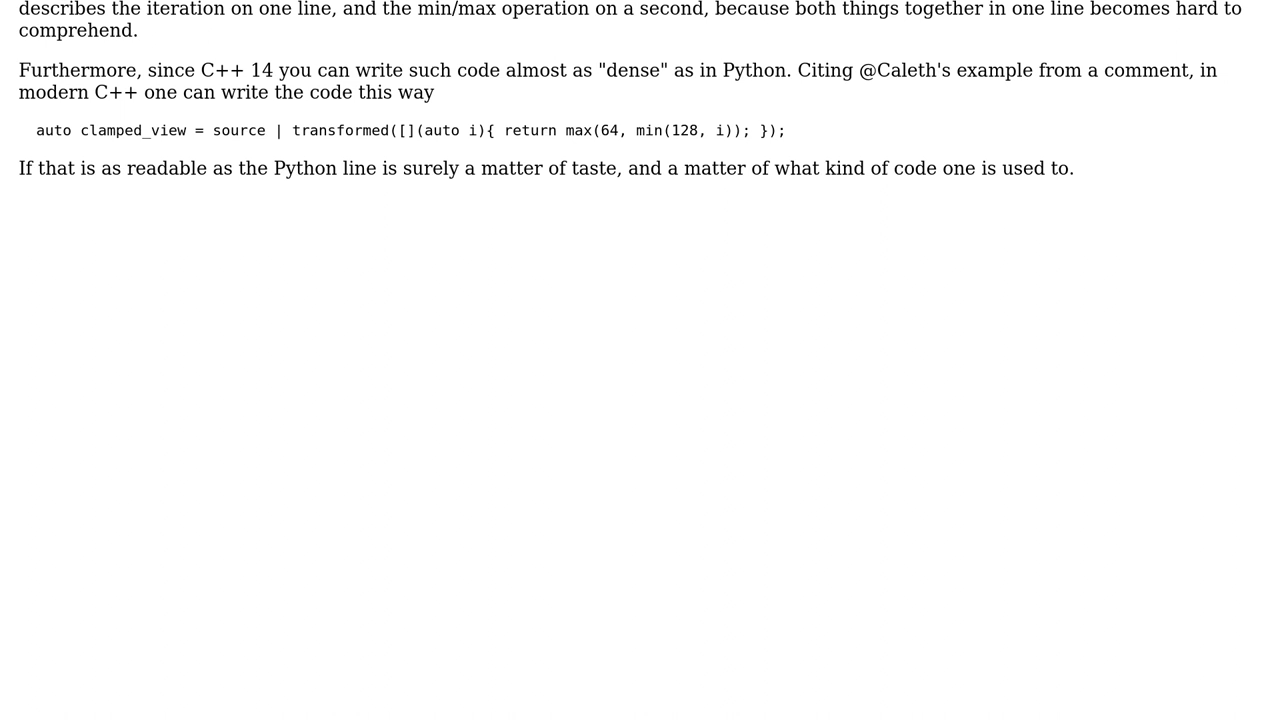 describes the iteration on one line, and the min/max operation on a second, because both things together in one line becomes hard to
comprehend.
Furthermore, since C++ 14 you can write such code almost as "dense" as in Python. Citing @Caleth's example from a comment, in
modern C++ one can write the code this way
auto clamped_view = source | transformed([](auto i){ return max(64, min(128, i)); });
If that is as readable as the Python line is surely a matter of taste, and a matter of what kind of code one is used to.